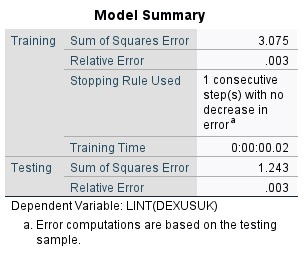 Model Summary
Training Sum of Squares Error 3.075
Relative Error .003
Stopping Rule Used 1 consecutive
step(s) with no
decrease in
error a
Training Time 0:00:00.02
Testing Sum of Squares Error 1.243
Relative Error .003
Dependent Variable: LINT(DEXUSUK)
a. Error computations are based on the testing
sample.